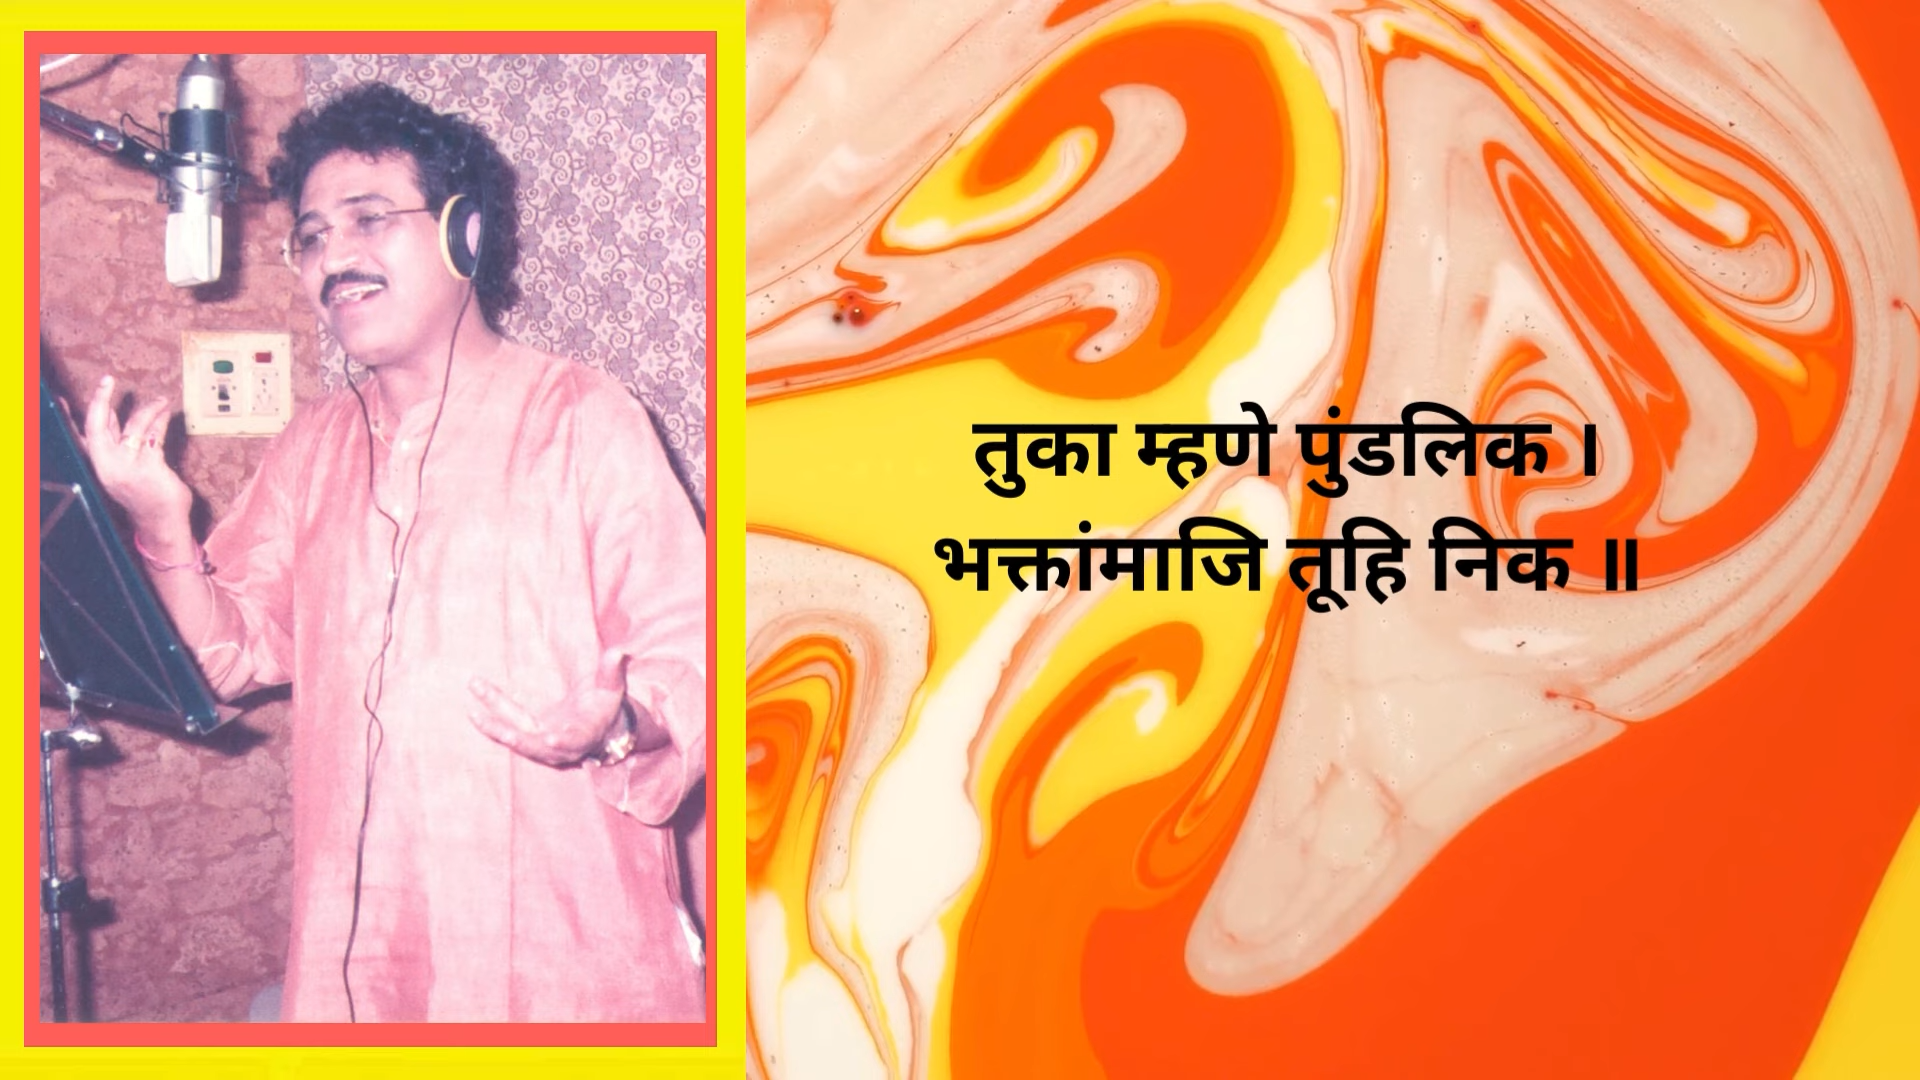 तुका म्हणे पुंडलिक ।
भक्तांमाजि तूहि निक ॥